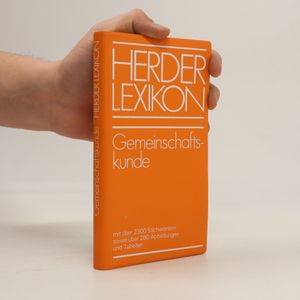 HERDER
LEXIKON
Gemeinschafts-
kunde
mit über 2300 Stichwörtern
sowie über 280 Abbildungen
und Tabellen
Gemeinschaftskunde HERDER LEXIKON